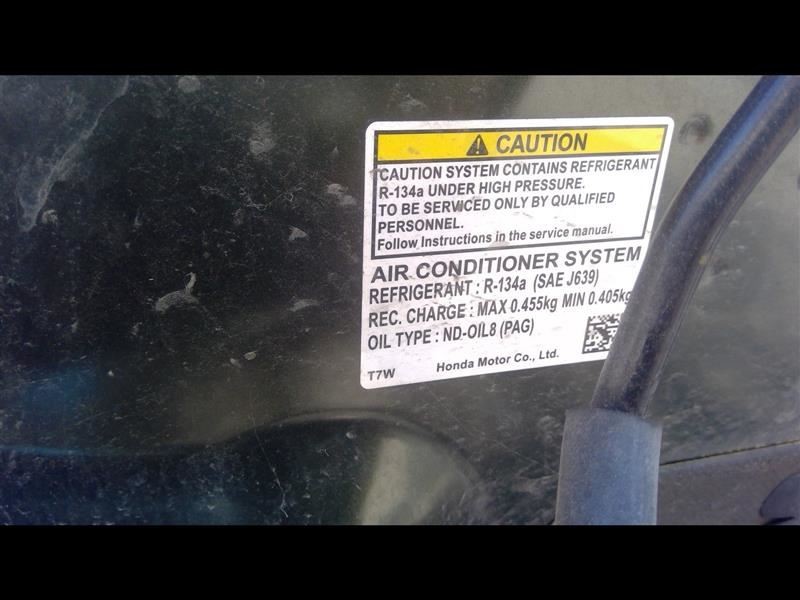 CAUTION
CAUTION SYSTEM CONTAINS REFRIGERANT
R-134a UNDER HIGH PRESSURE.
TO BE SERVICED ONLY BY QUALIFIED
PERSONNEL.
Follow Instructions in the service manual.
AIR CONDITIONER SYSTEM
REFRIGERANT : R-134a (SAE J639)
REC. CHARGE : MAX 0.455kg MIN 0.405kg
OIL TYPE : ND-OIL8 (PAG)
T7W Honda Motor Co., Ltd.